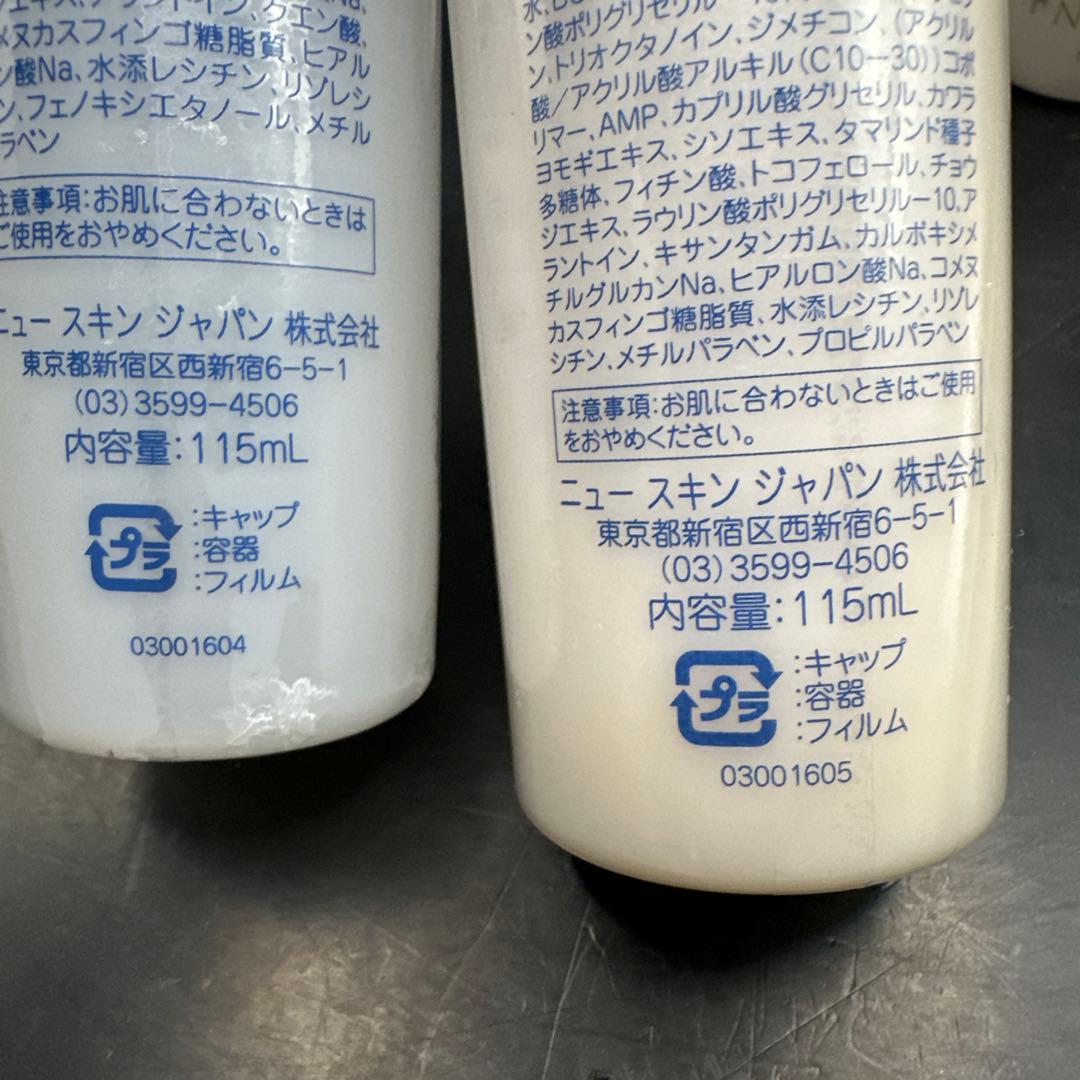 クエン酸、
メヌカスフィンゴ糖脂質、ヒアル
ン酸Na、水添レシチン、リゾレシ
ン、フェノキシエタノール、メチル
ラベン
注意事項:お肌に合わないときは
ご使用をおやめください。
ニュー スキン ジャパン 株式会社
東京都新宿区西新宿6-5-1
(03)3599-4506
内容量:115mL
プラ
:キャップ
:容器
:フィルム
03001604
ン酸ポリグリセリル-10、
ン、トリオクタノイン、ジメチコン、(アクリル
酸/アクリル酸アルキル(C10-30))コポ
リマー、AMP、カプリル酸グリセリル、カワラ
ヨモギエキス、シソエキス、タマリンド種子
多糖体、フィチン酸、トコフェロール、チョウ
ジエキス、ラウリン酸ポリグリセリル-10、ア
ラントイン、キサンタンガム、カルボキシメ
チルグルカンNa、ヒアルロン酸Na、コメヌ
カスフィンゴ糖脂質、水添レシチン、リゾレ
シチン、メチルパラベン、プロピルパラベン
注意事項:お肌に合わないときはご使用
をおやめください。
ニュー スキン ジャパン 株式会社
東京都新宿区西新宿6-5-1
(03)3599-4506
内容量:115mL
プラ
:キャップ
:容器
:フィルム
03001605